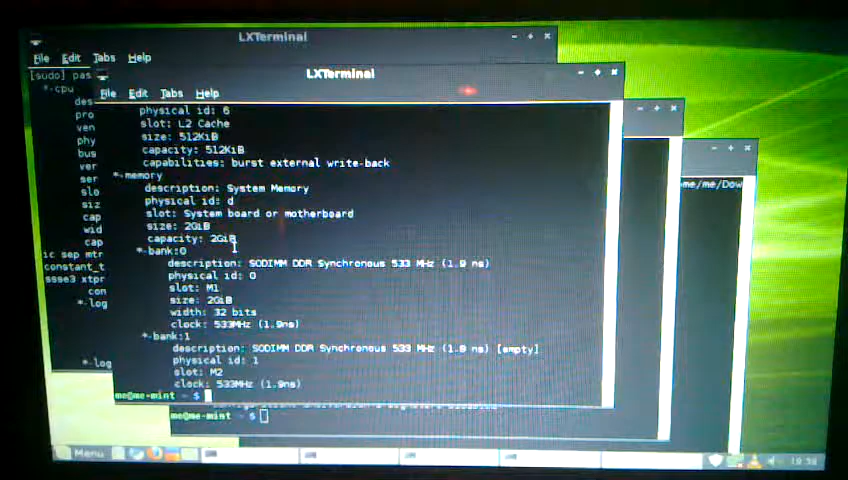 LXTerminal
File Edit Tabs Help
[sudo] pas
*-cpu
des
pro
ven
phy
bus
ver
ser
slo
siz
cap
wid
cap
ic sep mtr
constant_t
ssse3 xtpr
con
*-log
*-log
LXTerminal
File Edit Tabs Help
physical id: 6
slot: L2 Cache
size: 512KiB
capacity: 512KiB
capabilities: burst external write-back
*-memory
description: System Memory
physical id: d
slot: System board or motherboard
size: 2GiB
capacity: 2GiB
*-bank:0
description: SODIMM DDR Synchronous 533 MHz (1.9 ns)
physical id: 0
slot: M1
size: 2GiB
width: 32 bits
clock: 533MHz (1.9ns)
*-bank:1
description: SODIMM DDR Synchronous 533 MHz (1.9 ns) [empty]
physical id: 1
slot: M2
clock: 533MHz (1.9ns)
me@me-mint ~ $
me@me-mint ~ $
ome/me/Dow
Menu